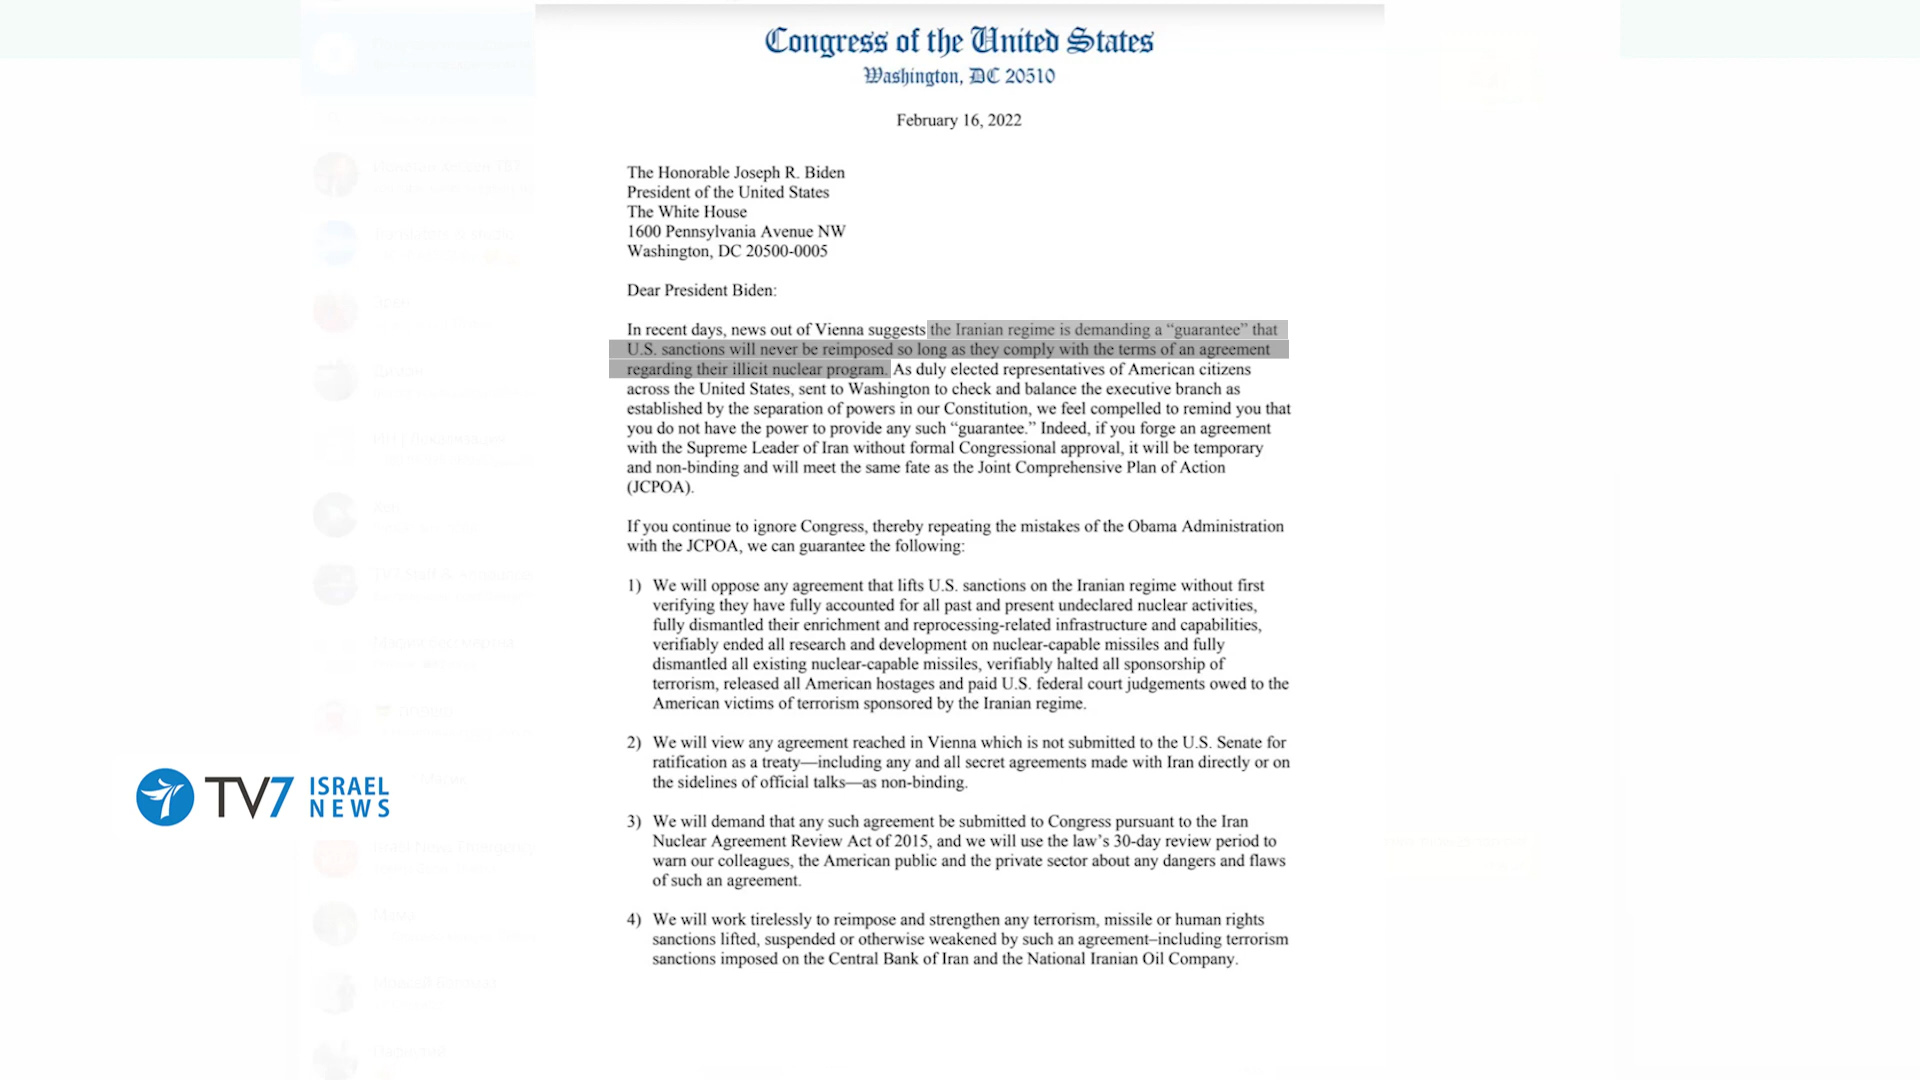 Congress of the United States
Washington, DC 20510
February 16, 2022
The Honorable Joseph R. Biden
President of the United States
The White House
1600 Pennsylvania Avenue NW
Washington, DC 20500-0005
Dear President Biden:
In recent days, news out of Vienna suggests the Iranian regime is demanding a “guarantee” that
U.S. sanctions will never be reimposed so long as they comply with the terms of an agreement
regarding their illicit nuclear program. As duly elected representatives of American citizens
across the United States, sent to Washington to check and balance the executive branch as
established by the separation of powers in our Constitution, we feel compelled to remind you that
you do not have the power to provide any such “guarantee.” Indeed, if you forge an agreement
with the Supreme Leader of Iran without formal Congressional approval, it will be temporary
and non-binding and will meet the same fate as the Joint Comprehensive Plan of Action
(JCPOA).
If you continue to ignore Congress, thereby repeating the mistakes of the Obama Administration
with the JCPOA, we can guarantee the following:
1) We will oppose any agreement that lifts U.S. sanctions on the Iranian regime without first
verifying they have fully accounted for all past and present undeclared nuclear activities,
fully dismantled their enrichment and reprocessing-related infrastructure and capabilities,
verifiably ended all research and development on nuclear-capable missiles and fully
dismantled all existing nuclear-capable missiles, verifiably halted all sponsorship of
terrorism, released all American hostages and paid U.S. federal court judgements owed to the
American victims of terrorism sponsored by the Iranian regime.
2) We will view any agreement reached in Vienna which is not submitted to the U.S. Senate for
ratification as a treaty—including any and all secret agreements made with Iran directly or on
the sidelines of official talks—as non-binding.
3) We will demand that any such agreement be submitted to Congress pursuant to the Iran
Nuclear Agreement Review Act of 2015, and we will use the law’s 30-day review period to
warn our colleagues, the American public and the private sector about any dangers and flaws
of such an agreement.
4) We will work tirelessly to reimpose and strengthen any terrorism, missile or human rights
sanctions lifted, suspended or otherwise weakened by such an agreement–including terrorism
sanctions imposed on the Central Bank of Iran and the National Iranian Oil Company.
TV7 ISRAEL
NEWS